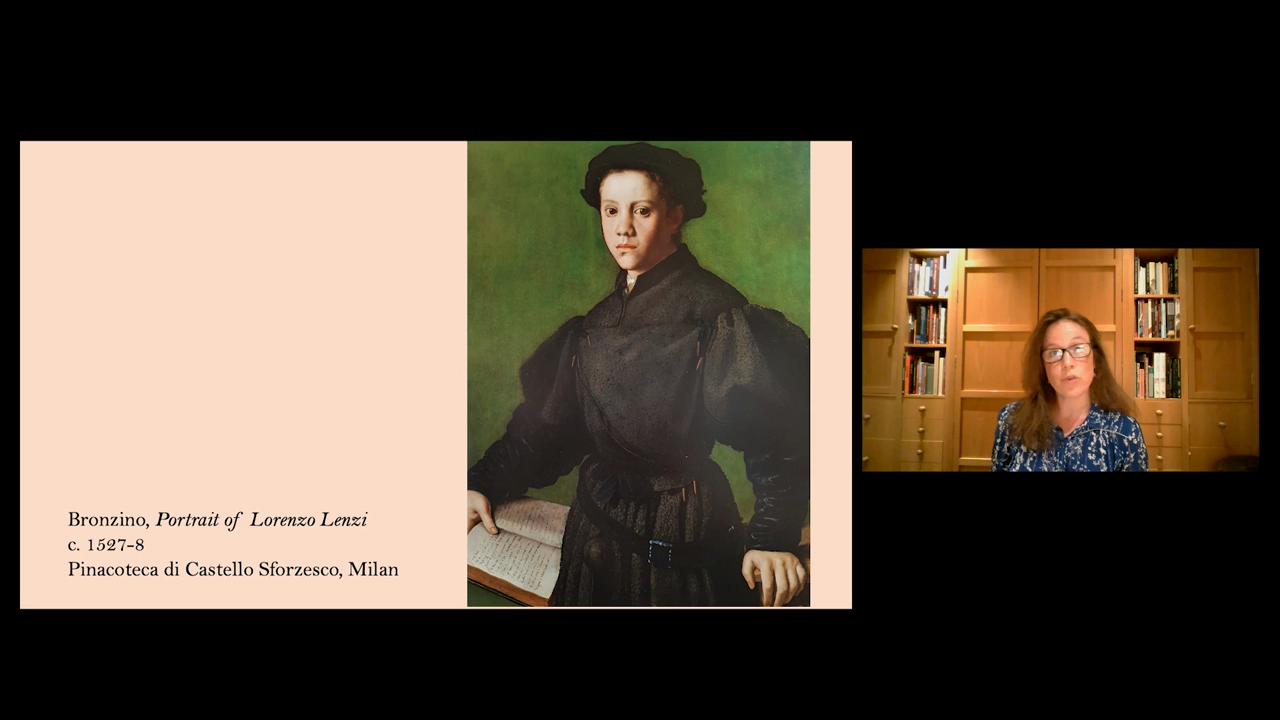 Bronzino, Portrait of Lorenzo Lenzi
c. 1527-8
Pinacoteca di Castello Sforzesco, Milan